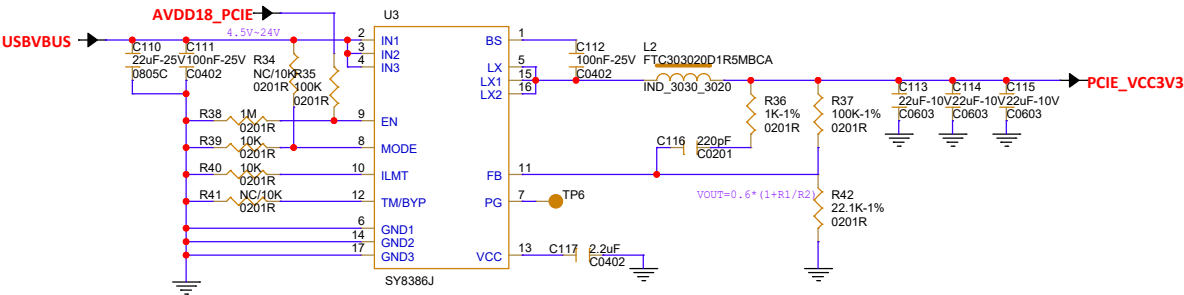 AVDD18_PCIE
USBVBUS
4.5V~24V
C110
22uF-25V
0805C
C111
100nF-25V
C0402
R34
NC/10K
0201R
R35
100K
0201R
R38
1M
0201R
R39
10K
0201R
R40
10K
0201R
R41
NC/10K
0201R
U3
2
IN1
3
IN2
4
IN3
9
EN
8
MODE
10
ILMT
12
TM/BYP
6
GND1
14
GND2
17
GND3
BS
1
LX
5
LX1
15
LX2
16
FB
11
PG
7
VCC
13
SY8386J
C112
100nF-25V
C0402
L2
FTC303020D1R5MBCA
IND_3030_3020
R36
1K-1%
0201R
R37
100K-1%
0201R
C116
220pF
C0201
TP6
VOUT=0.6*(1+R1/R2)
R42
22.1K-1%
0201R
C117
2.2uF
C0402
C113
22uF-10V
C0603
C114
22uF-10V
C0603
C115
22uF-10V
C0603
PCIE_VCC3V3